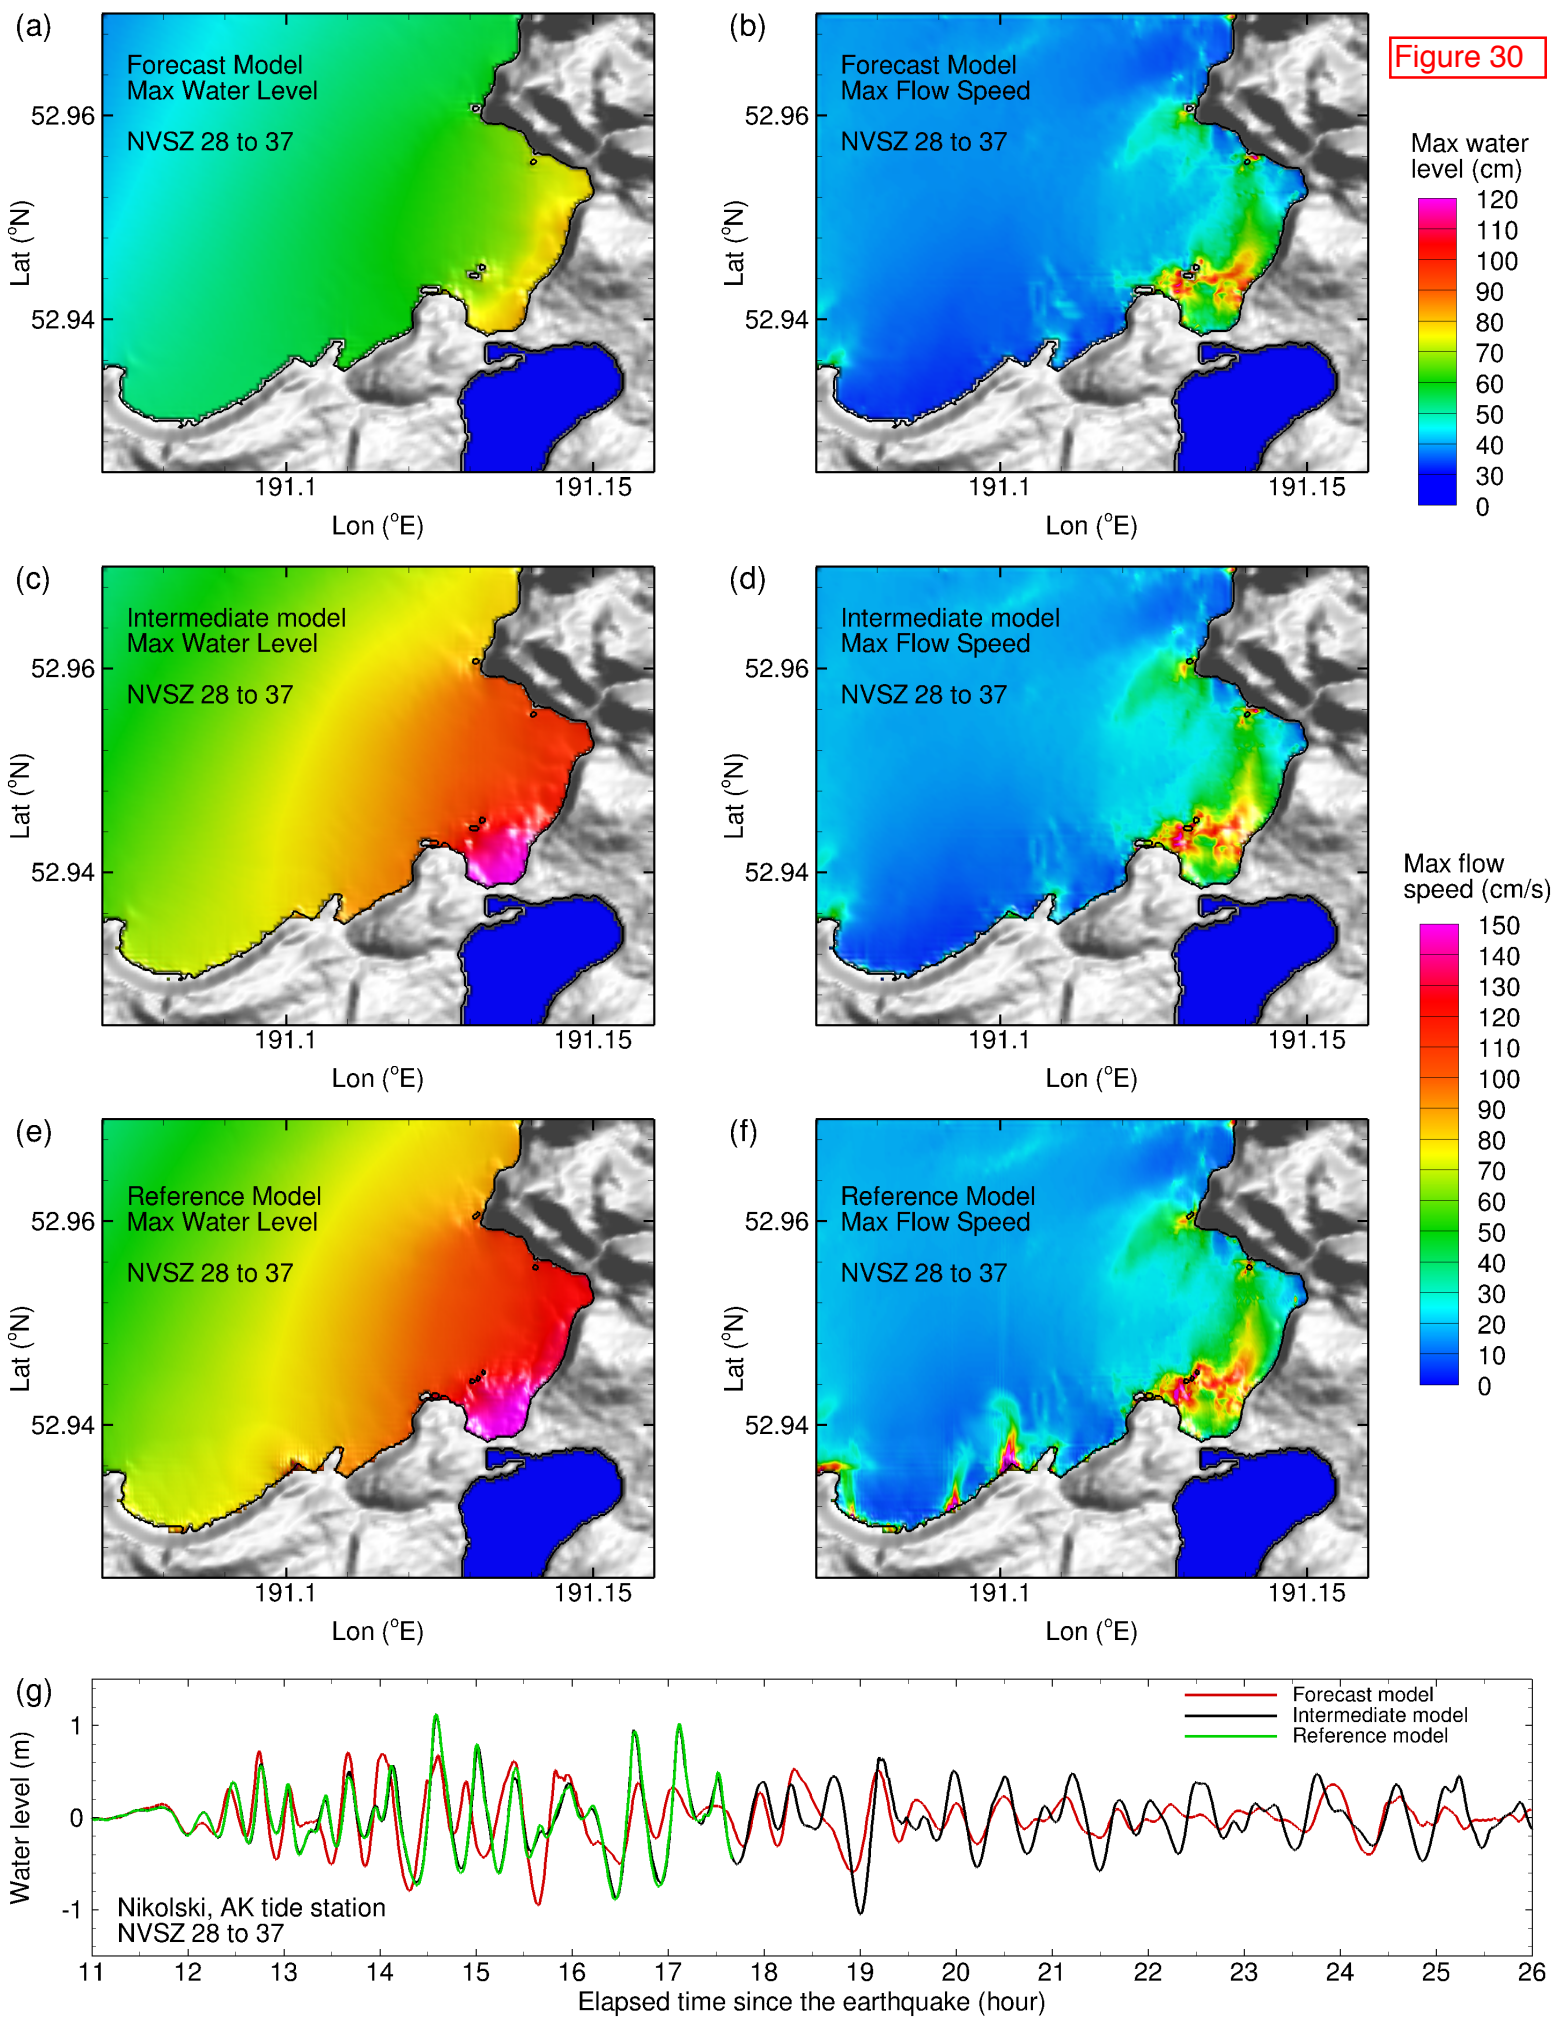 (a)
Forecast Model
Max Water Level
NVSZ 28 to 37
52.96
52.94
Lat (°N)
191.1
191.15
Lon (°E)
(b)
Forecast Model
Max Flow Speed
NVSZ 28 to 37
52.96
52.94
Lat (°N)
191.1
191.15
Lon (°E)
Figure 30
Max water
level (cm)
120
110
100
90
80
70
60
50
40
30
0
(c)
Intermediate model
Max Water Level
NVSZ 28 to 37
52.96
52.94
Lat (°N)
191.1
191.15
Lon (°E)
(d)
Intermediate model
Max Flow Speed
NVSZ 28 to 37
52.96
52.94
Lat (°N)
191.1
191.15
Lon (°E)
Max flow
speed (cm/s)
150
140
130
120
110
100
90
80
70
60
50
40
30
20
10
0
(e)
Reference Model
Max Water Level
NVSZ 28 to 37
52.96
52.94
Lat (°N)
191.1
191.15
Lon (°E)
(f)
Reference Model
Max Flow Speed
NVSZ 28 to 37
52.96
52.94
Lat (°N)
191.1
191.15
Lon (°E)
(g)
Forecast model
Intermediate model
Reference model
Water level (m)
1
0
-1
Nikolski, AK tide station
NVSZ 28 to 37
11 12 13 14 15 16 17 18 19 20 21 22 23 24 25 26
Elapsed time since the earthquake (hour)